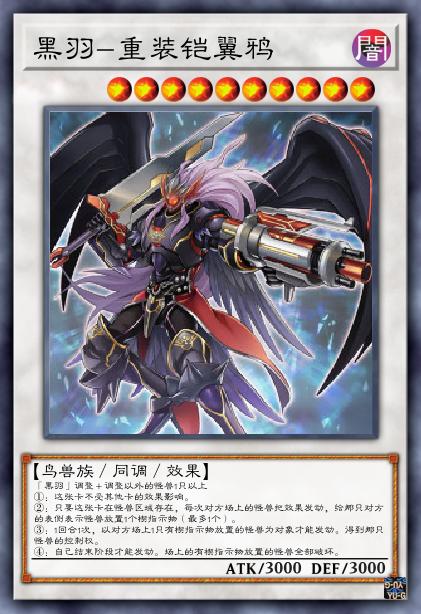 黑羽-重装铠翼鸦
闇
【鸟兽族/同调/效果】
「黑羽」调整+调整以外的怪兽1只以上
①:这张卡不受其他卡的效果影响。
②:只要这张卡在怪兽区域存在,每次对方场上的怪兽把效果发动,给那只对方
的表侧表示怪兽放置1个楔指示物(最多1个)。
③:1回合1次,以对方场上1只有楔指示物放置的怪兽为对象才能发动。得到那只
怪兽的控制权。
④:自己结束阶段才能发动。场上的有楔指示物放置的怪兽全部破坏。
ATK/3000 DEF/3000